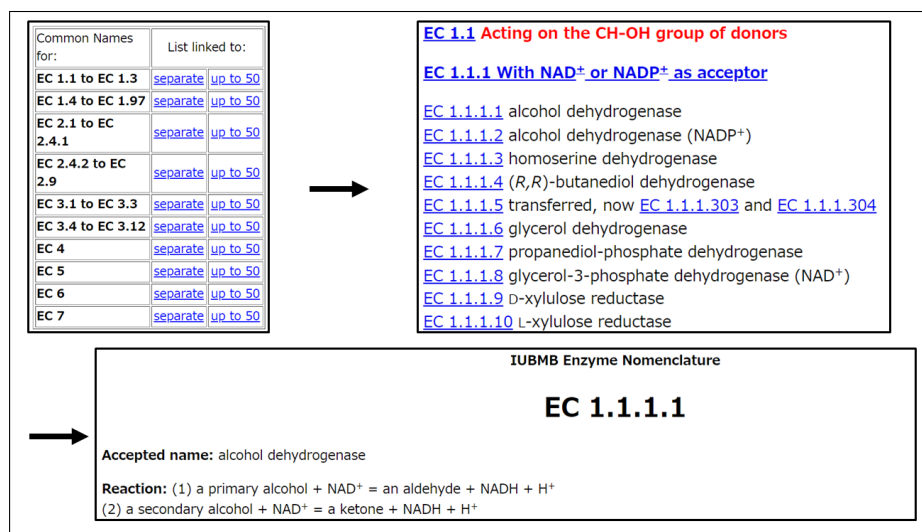 Common Names for:
List linked to:
EC 1.1 to EC 1.3 separate up to 50
EC 1.4 to EC 1.97 separate up to 50
EC 2.1 to EC 2.4.1 separate up to 50
EC 2.4.2 to EC 2.9 separate up to 50
EC 3.1 to EC 3.3 separate up to 50
EC 3.4 to EC 3.12 separate up to 50
EC 4 separate up to 50
EC 5 separate up to 50
EC 6 separate up to 50
EC 7 separate up to 50
EC 1.1 Acting on the CH-OH group of donors
EC 1.1.1 With NAD⁺ or NADP⁺ as acceptor
EC 1.1.1.1 alcohol dehydrogenase
EC 1.1.1.2 alcohol dehydrogenase (NADP⁺)
EC 1.1.1.3 homoserine dehydrogenase
EC 1.1.1.4 (R,R)-butanediol dehydrogenase
EC 1.1.1.5 transferred, now EC 1.1.1.303 and EC 1.1.1.304
EC 1.1.1.6 glycerol dehydrogenase
EC 1.1.1.7 propanediol-phosphate dehydrogenase
EC 1.1.1.8 glycerol-3-phosphate dehydrogenase (NAD⁺)
EC 1.1.1.9 D-xylulose reductase
EC 1.1.1.10 L-xylulose reductase
IUBMB Enzyme Nomenclature
EC 1.1.1.1
Accepted name: alcohol dehydrogenase
Reaction: (1) a primary alcohol + NAD⁺ = an aldehyde + NADH + H⁺
(2) a secondary alcohol + NAD⁺ = a ketone + NADH + H⁺